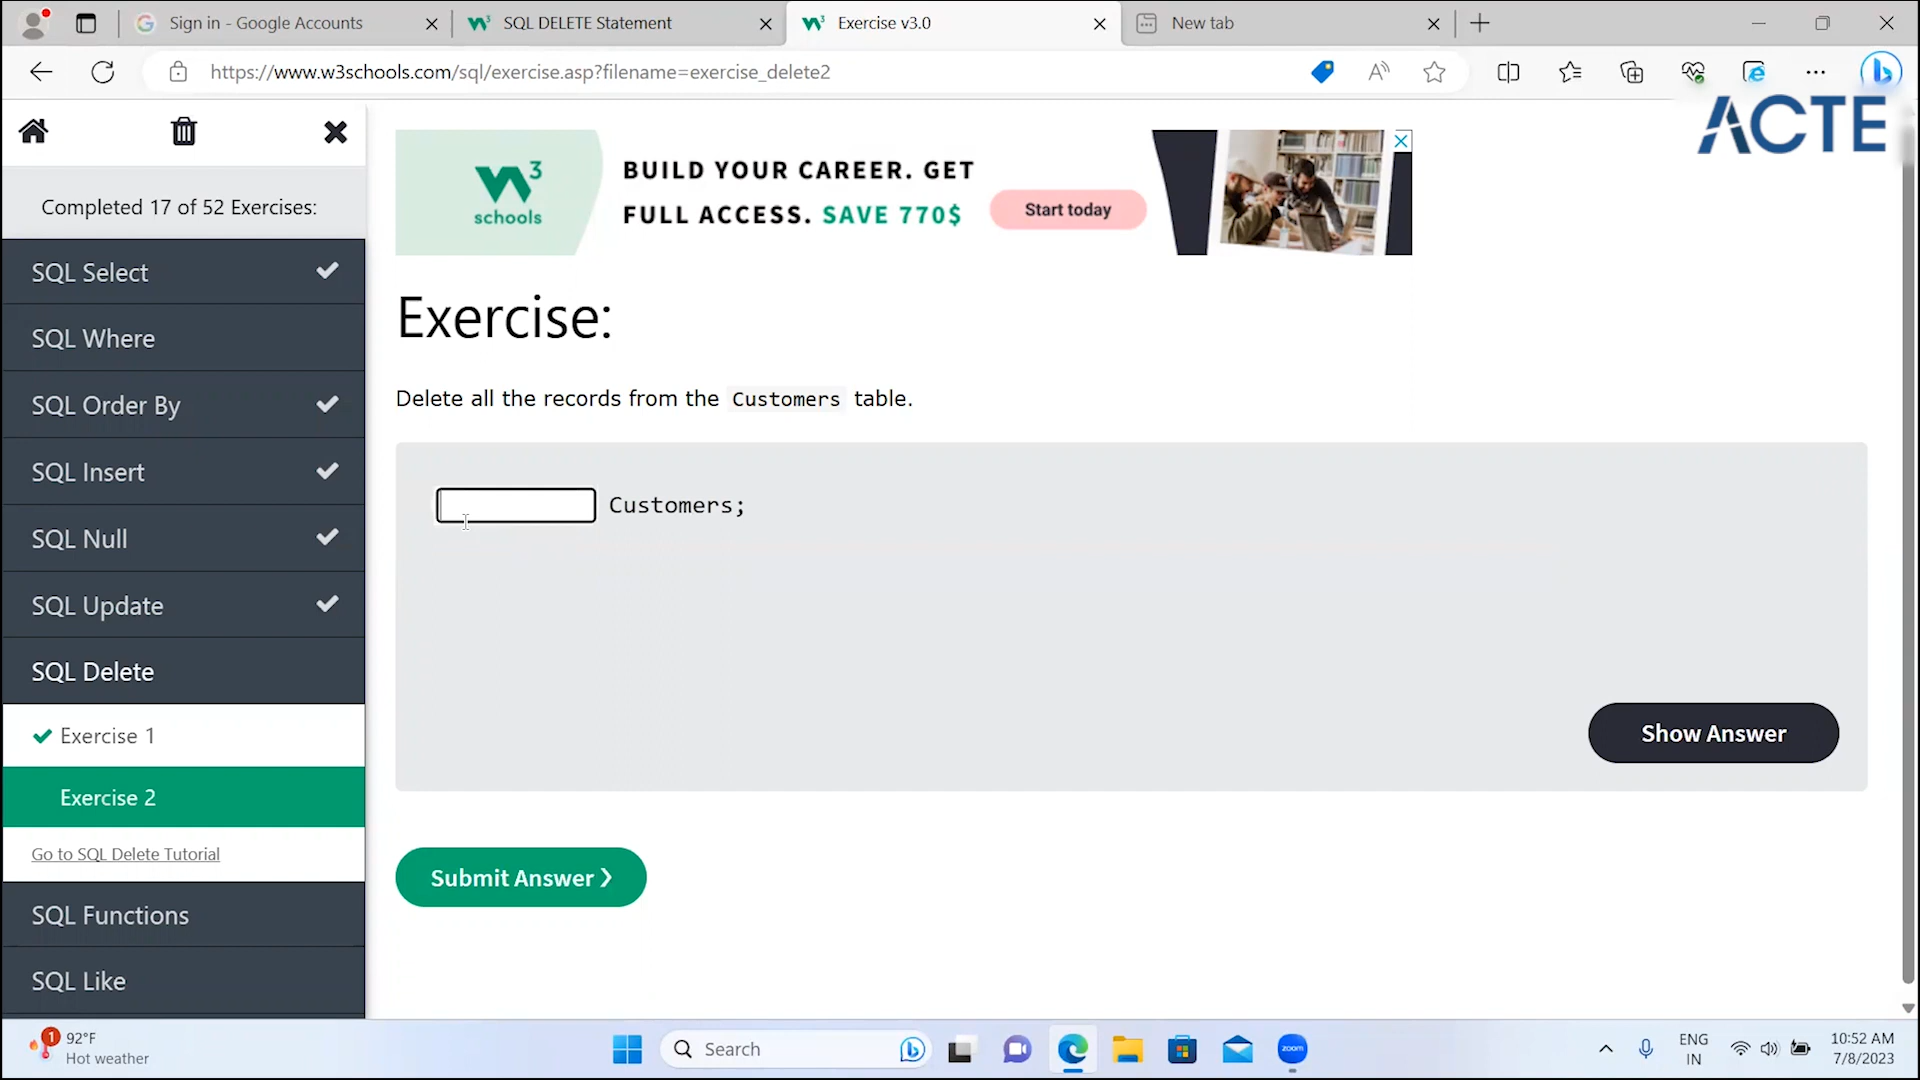 Sign in - Google Accounts
SQL DELETE Statement
Exercise v3.0
New tab
https://www.w3schools.com/sql/exercise.asp?filename=exercise_delete2
ACTE
Completed 17 of 52 Exercises:
SQL Select
SQL Where
SQL Order By
SQL Insert
SQL Null
SQL Update
SQL Delete
Exercise 1
Exercise 2
Go to SQL Delete Tutorial
SQL Functions
SQL Like
W3
schools
BUILD YOUR CAREER. GET
FULL ACCESS. SAVE 770$
Start today
Exercise:
Delete all the records from the Customers table.
Customers;
Show Answer
Submit Answer ❯
1
92°F
Hot weather
Search
zoom
ENG
IN
10:52 AM
7/8/2023